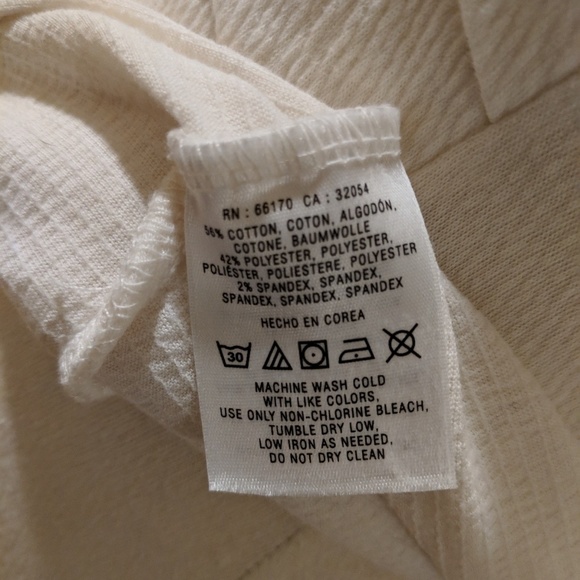 RN : 66170 CA : 32054
56% COTTON, COTON, ALGODÓN,
COTONE, BAUMWOLLE
42% POLYESTER, POLYESTER,
POLIÉSTER, POLIESTERE, POLYESTER
2% SPANDEX, SPANDEX,
SPANDEX, SPANDEX, SPANDEX
HECHO EN COREA
30
MACHINE WASH COLD
WITH LIKE COLORS,
USE ONLY NON-CHLORINE BLEACH,
TUMBLE DRY LOW,
LOW IRON AS NEEDED,
DO NOT DRY CLEAN